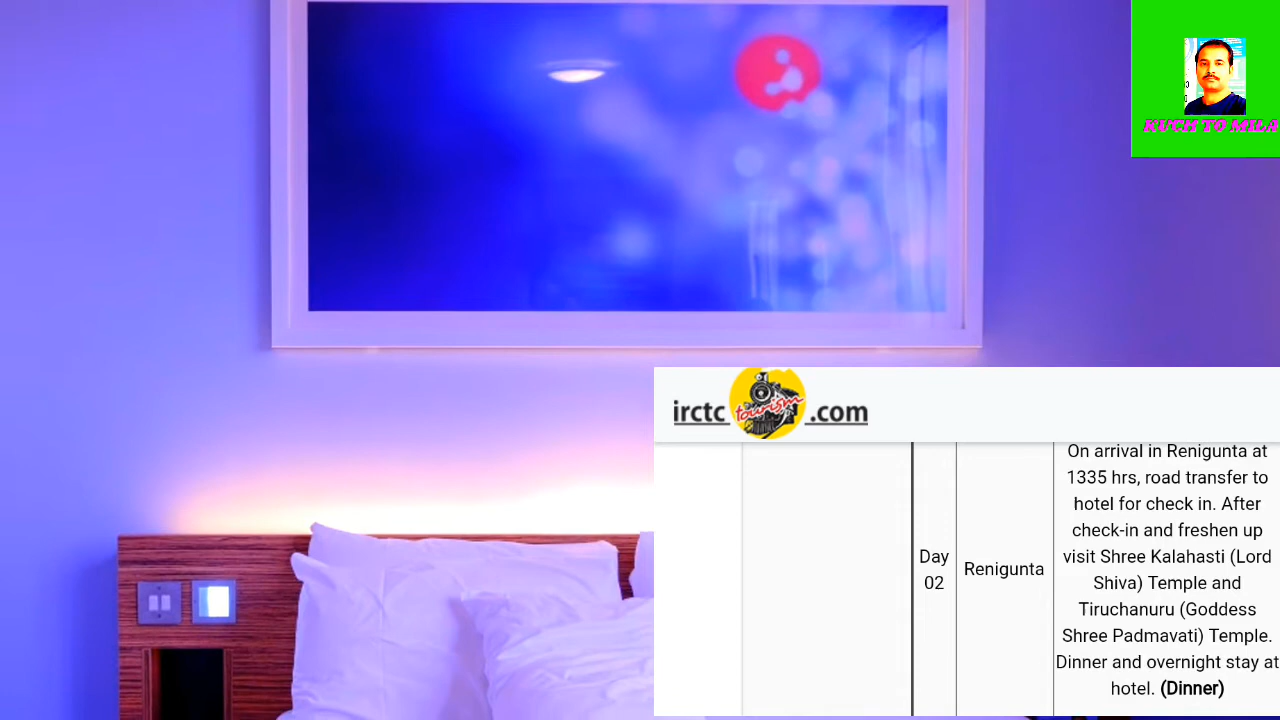 KUCH TO MILA
irctc tourism .com
Day
02
Renigunta
On arrival in Renigunta at
1335 hrs, road transfer to
hotel for check in. After
check-in and freshen up
visit Shree Kalahasti (Lord
Shiva) Temple and
Tiruchanuru (Goddess
Shree Padmavati) Temple.
Dinner and overnight stay at
hotel. (Dinner)